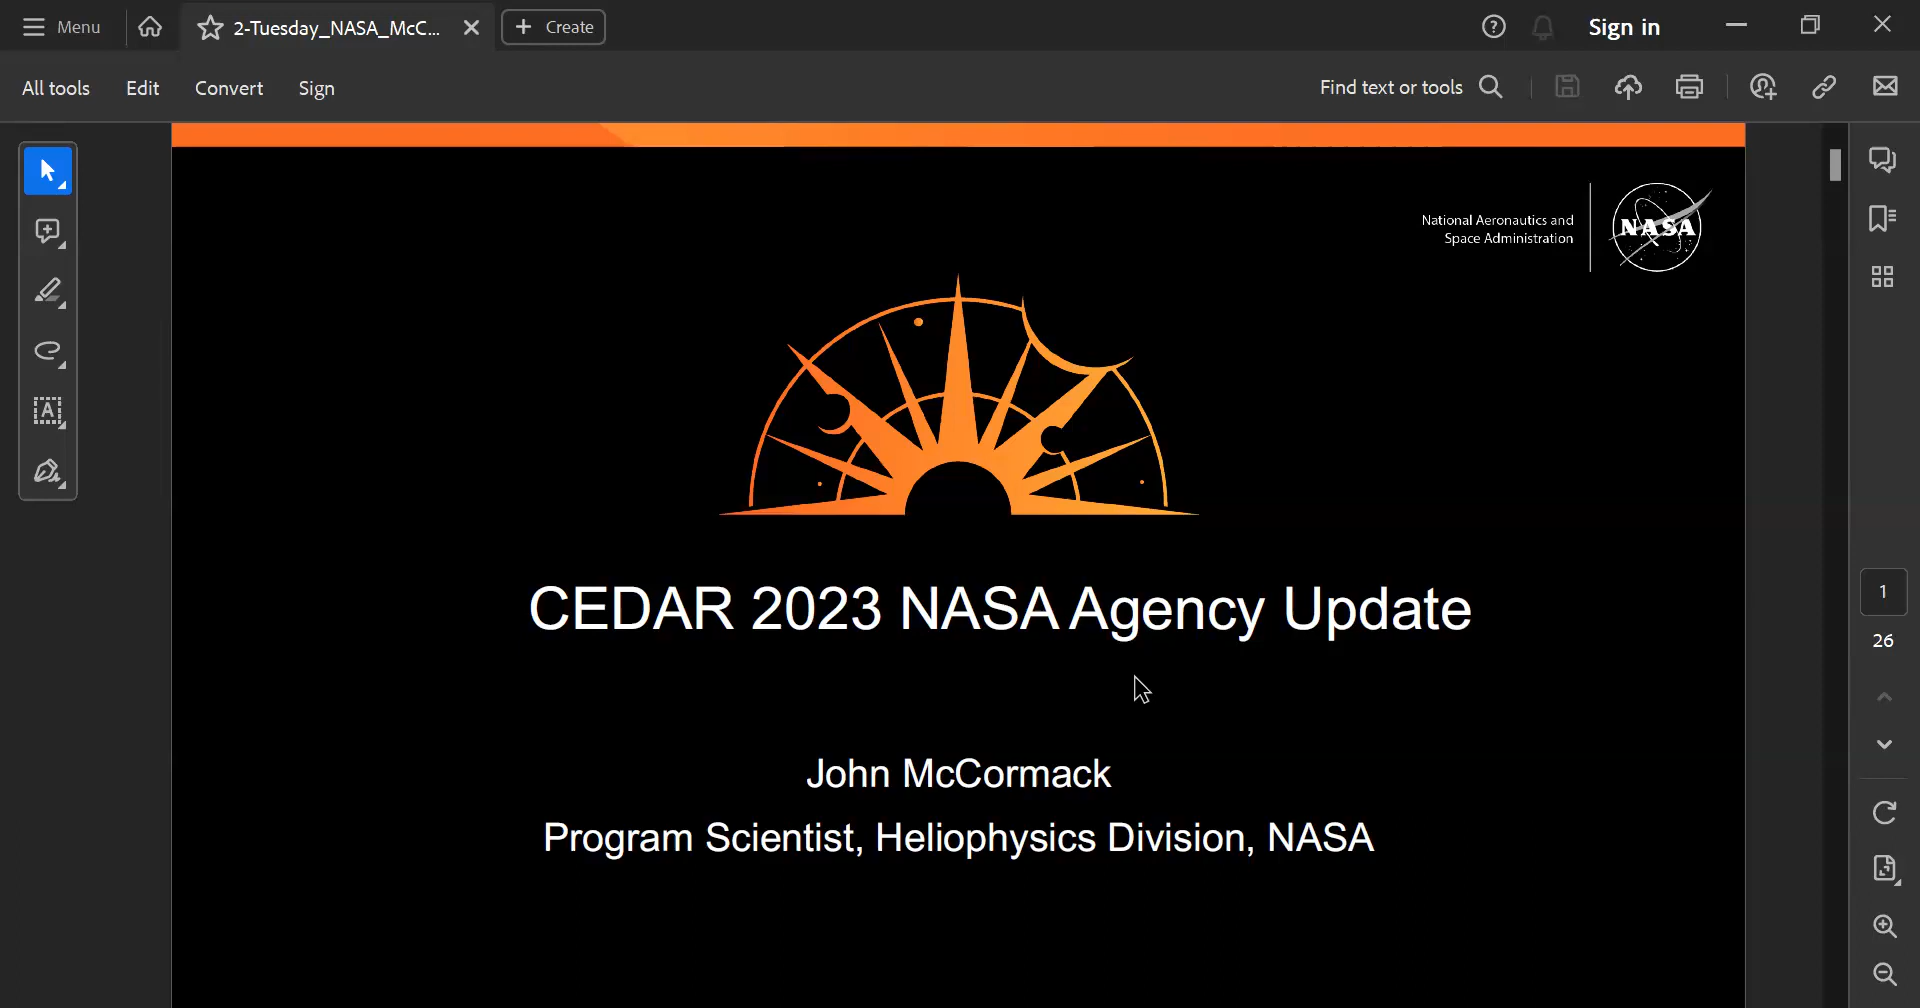 Menu
2-Tuesday_NASA_McC...
Create
Sign in
All tools
Edit
Convert
Sign
Find text or tools
National Aeronautics and
Space Administration
NASA
CEDAR 2023 NASA Agency Update
John McCormack
Program Scientist, Heliophysics Division, NASA
1
26